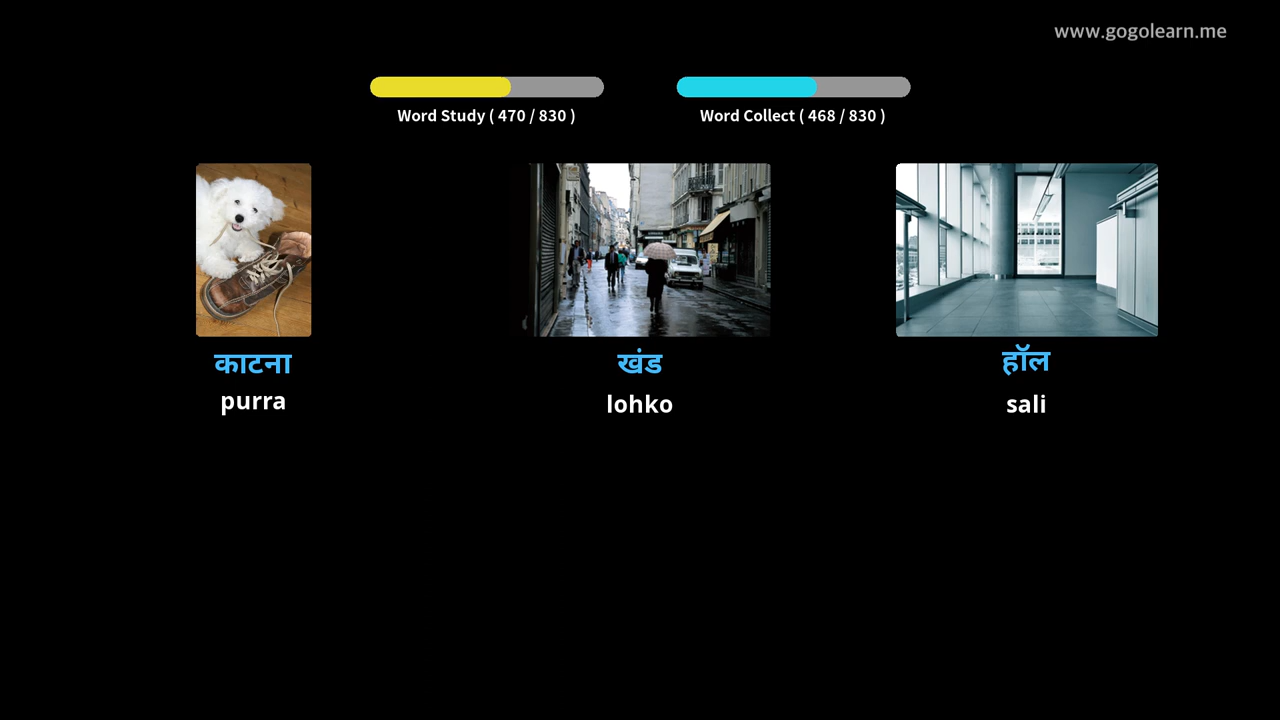 www.gogolearn.me
Word Study ( 470 / 830 )
Word Collect ( 468 / 830 )
काटना
खंड
हॉल
purra
lohko
sali